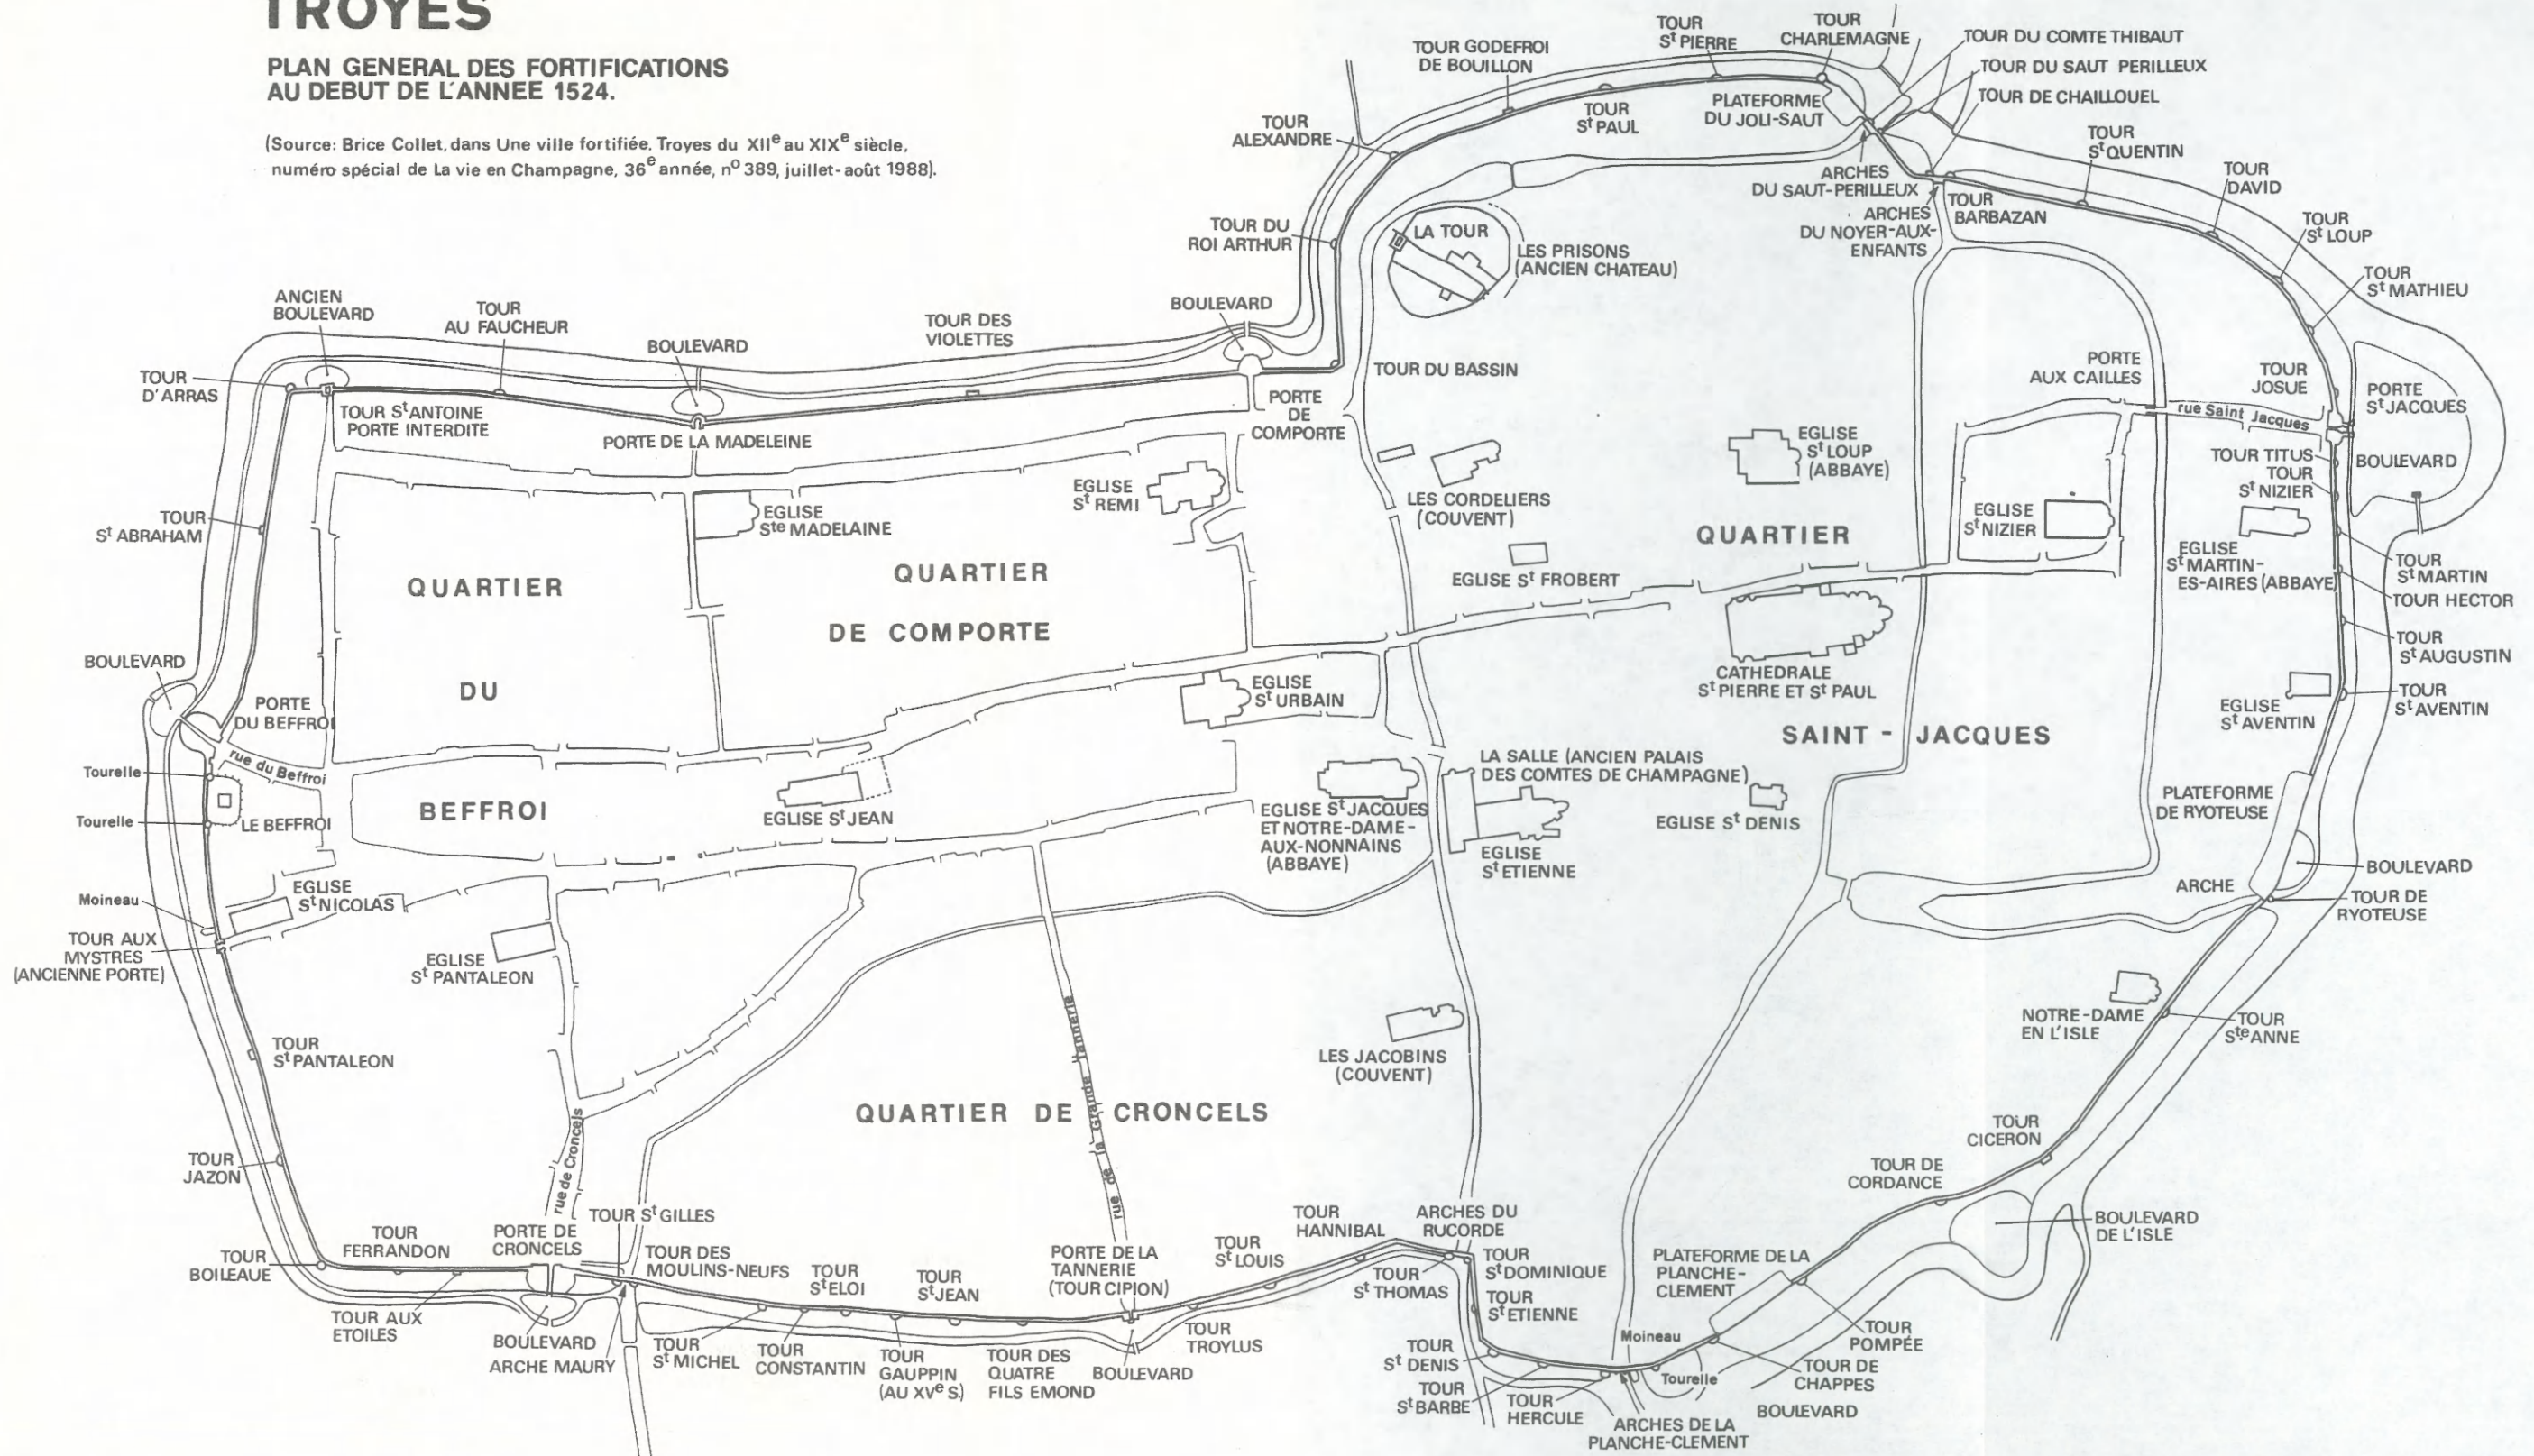 TROYES
PLAN GENERAL DES FORTIFICATIONS
AU DEBUT DE L'ANNEE 1524.
(Source: Brice Collet, dans Une ville fortifiée. Troyes du XIIe au XIXe siècle,
numéro spécial de La vie en Champagne, 36e année, no 389, juillet-août 1988).
TOUR GODEFROI
DE BOUILLON
TOUR
St PIERRE
TOUR
CHARLEMAGNE
TOUR DU COMTE THIBAUT
TOUR DU SAUT PERILLEUX
TOUR DE CHAILLOUEL
TOUR
ALEXANDRE
TOUR
St PAUL
PLATEFORME
DU JOLI-SAUT
TOUR
St QUENTIN
TOUR
DAVID
ARCHES
DU SAUT-PERILLEUX
TOUR
BARBAZAN
ARCHES
DU NOYER-AUX-
ENFANTS
TOUR
St LOUP
TOUR
St MATHIEU
TOUR DU
ROI ARTHUR
LA TOUR
LES PRISONS
(ANCIEN CHATEAU)
ANCIEN
BOULEVARD
TOUR
AU FAUCHEUR
BOULEVARD
TOUR DES
VIOLETTES
BOULEVARD
TOUR
D'ARRAS
TOUR St ANTOINE
PORTE INTERDITE
PORTE DE LA MADELEINE
PORTE
DE
COMPORTE
TOUR DU BASSIN
PORTE
AUX CAILLES
TOUR
JOSUE
PORTE
St JACQUES
rue Saint Jacques
TOUR TITUS
TOUR
St NIZIER
BOULEVARD
EGLISE
Ste MADELAINE
EGLISE
St REMI
LES CORDELIERS
(COUVENT)
EGLISE
St LOUP
(ABBAYE)
EGLISE
St NIZIER
EGLISE
St MARTIN-
ES-AIRES (ABBAYE)
TOUR
St MARTIN
TOUR HECTOR
TOUR
St AUGUSTIN
TOUR
St AVENTIN
EGLISE
St AVENTIN
TOUR
St ABRAHAM
QUARTIER
DU
BEFFROI
QUARTIER
DE COMPORTE
EGLISE St FROBERT
QUARTIER
SAINT - JACQUES
CATHEDRALE
St PIERRE ET St PAUL
BOULEVARD
PORTE
DU BEFFROI
rue du Beffroi
Tourelle
Tourelle
LE BEFFROI
EGLISE
St URBAIN
EGLISE St JEAN
EGLISE St JACQUES
ET NOTRE-DAME-
AUX-NONNAINS
(ABBAYE)
LA SALLE (ANCIEN PALAIS
DES COMTES DE CHAMPAGNE)
EGLISE
St ETIENNE
EGLISE St DENIS
PLATEFORME
DE RYOTEUSE
BOULEVARD
ARCHE
TOUR DE
RYOTEUSE
Moineau
EGLISE
St NICOLAS
TOUR AUX
MYSTRES
(ANCIENNE PORTE)
EGLISE
St PANTALEON
TOUR
St PANTALEON
TOUR
JAZON
QUARTIER DE CRONCELS
rue de Croncels
rue de la Grande Tannerie
LES JACOBINS
(COUVENT)
NOTRE-DAME
EN L'ISLE
TOUR
Ste ANNE
TOUR
CICERON
TOUR DE
CORDANCE
BOULEVARD
DE L'ISLE
TOUR
BOILEAUE
TOUR
FERRANDON
TOUR AUX
ETOILES
PORTE DE
CRONCELS
BOULEVARD
ARCHE MAURY
TOUR St GILLES
TOUR DES
MOULINS-NEUFS
TOUR
St MICHEL
TOUR
CONSTANTIN
TOUR
St ELOI
TOUR
GAUPPIN
(AU XVe S.)
TOUR
St JEAN
TOUR DES
QUATRE
FILS EMOND
PORTE DE LA
TANNERIE
(TOUR CIPION)
BOULEVARD
TOUR
TROYLUS
TOUR
St LOUIS
TOUR
HANNIBAL
ARCHES DU
RUCORDE
TOUR
St THOMAS
TOUR
St DOMINIQUE
TOUR
St ETIENNE
TOUR
St DENIS
TOUR
St BARBE
TOUR
HERCULE
ARCHES DE LA
PLANCHE-CLEMENT
Moineau
Tourelle
PLATEFORME DE LA
PLANCHE-
CLEMENT
TOUR
POMPÉE
TOUR DE
CHAPPES
BOULEVARD